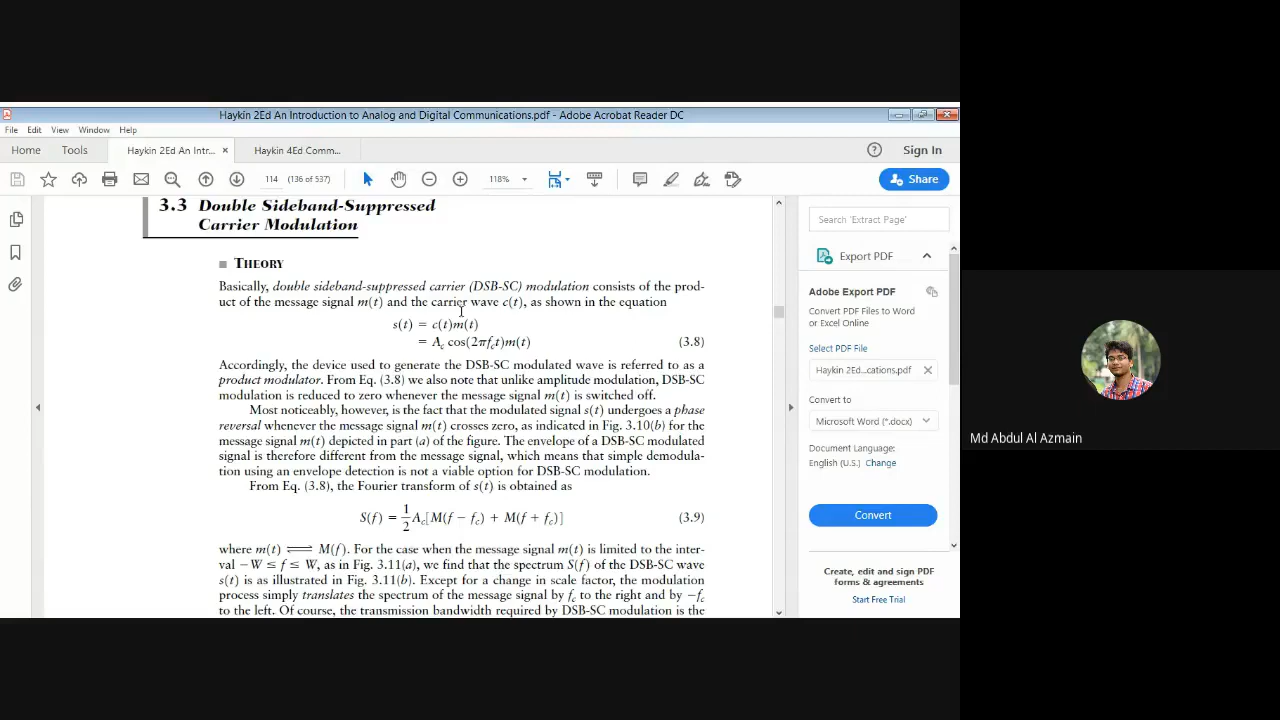 Haykin 2Ed An Introduction to Analog and Digital Communications.pdf - Adobe Acrobat Reader DC
File Edit View Window Help
Home Tools Haykin 2Ed An Intr... × Haykin 4Ed Comm... Sign In
114 (136 of 537) 118% Share
3.3 Double Sideband-Suppressed
Carrier Modulation
■ THEORY
Basically, double sideband-suppressed carrier (DSB-SC) modulation consists of the prod-
uct of the message signal m(t) and the carrier wave c(t), as shown in the equation
s(t) = c(t)m(t)
= A_c cos(2πf_ct)m(t) (3.8)
Accordingly, the device used to generate the DSB-SC modulated wave is referred to as a
product modulator. From Eq. (3.8) we also note that unlike amplitude modulation, DSB-SC
modulation is reduced to zero whenever the message signal m(t) is switched off.
Most noticeably, however, is the fact that the modulated signal s(t) undergoes a phase
reversal whenever the message signal m(t) crosses zero, as indicated in Fig. 3.10(b) for the
message signal m(t) depicted in part (a) of the figure. The envelope of a DSB-SC modulated
signal is therefore different from the message signal, which means that simple demodula-
tion using an envelope detection is not a viable option for DSB-SC modulation.
From Eq. (3.8), the Fourier transform of s(t) is obtained as
S(f) = 1/2 A_c[M(f − f_c) + M(f + f_c)] (3.9)
where m(t) ⇌ M(f). For the case when the message signal m(t) is limited to the inter-
val −W ≤ f ≤ W, as in Fig. 3.11(a), we find that the spectrum S(f) of the DSB-SC wave
s(t) is as illustrated in Fig. 3.11(b). Except for a change in scale factor, the modulation
process simply translates the spectrum of the message signal by f_c to the right and by −f_c
to the left. Of course, the transmission bandwidth required by DSB-SC modulation is the
Search 'Extract Page'
Export PDF
Adobe Export PDF
Convert PDF Files to Word
or Excel Online
Select PDF File
Haykin 2Ed...cations.pdf ×
Convert to
Microsoft Word (*.docx)
Document Language:
English (U.S.) Change
Convert
Create, edit and sign PDF
forms & agreements
Start Free Trial
Md Abdul Al Azmain